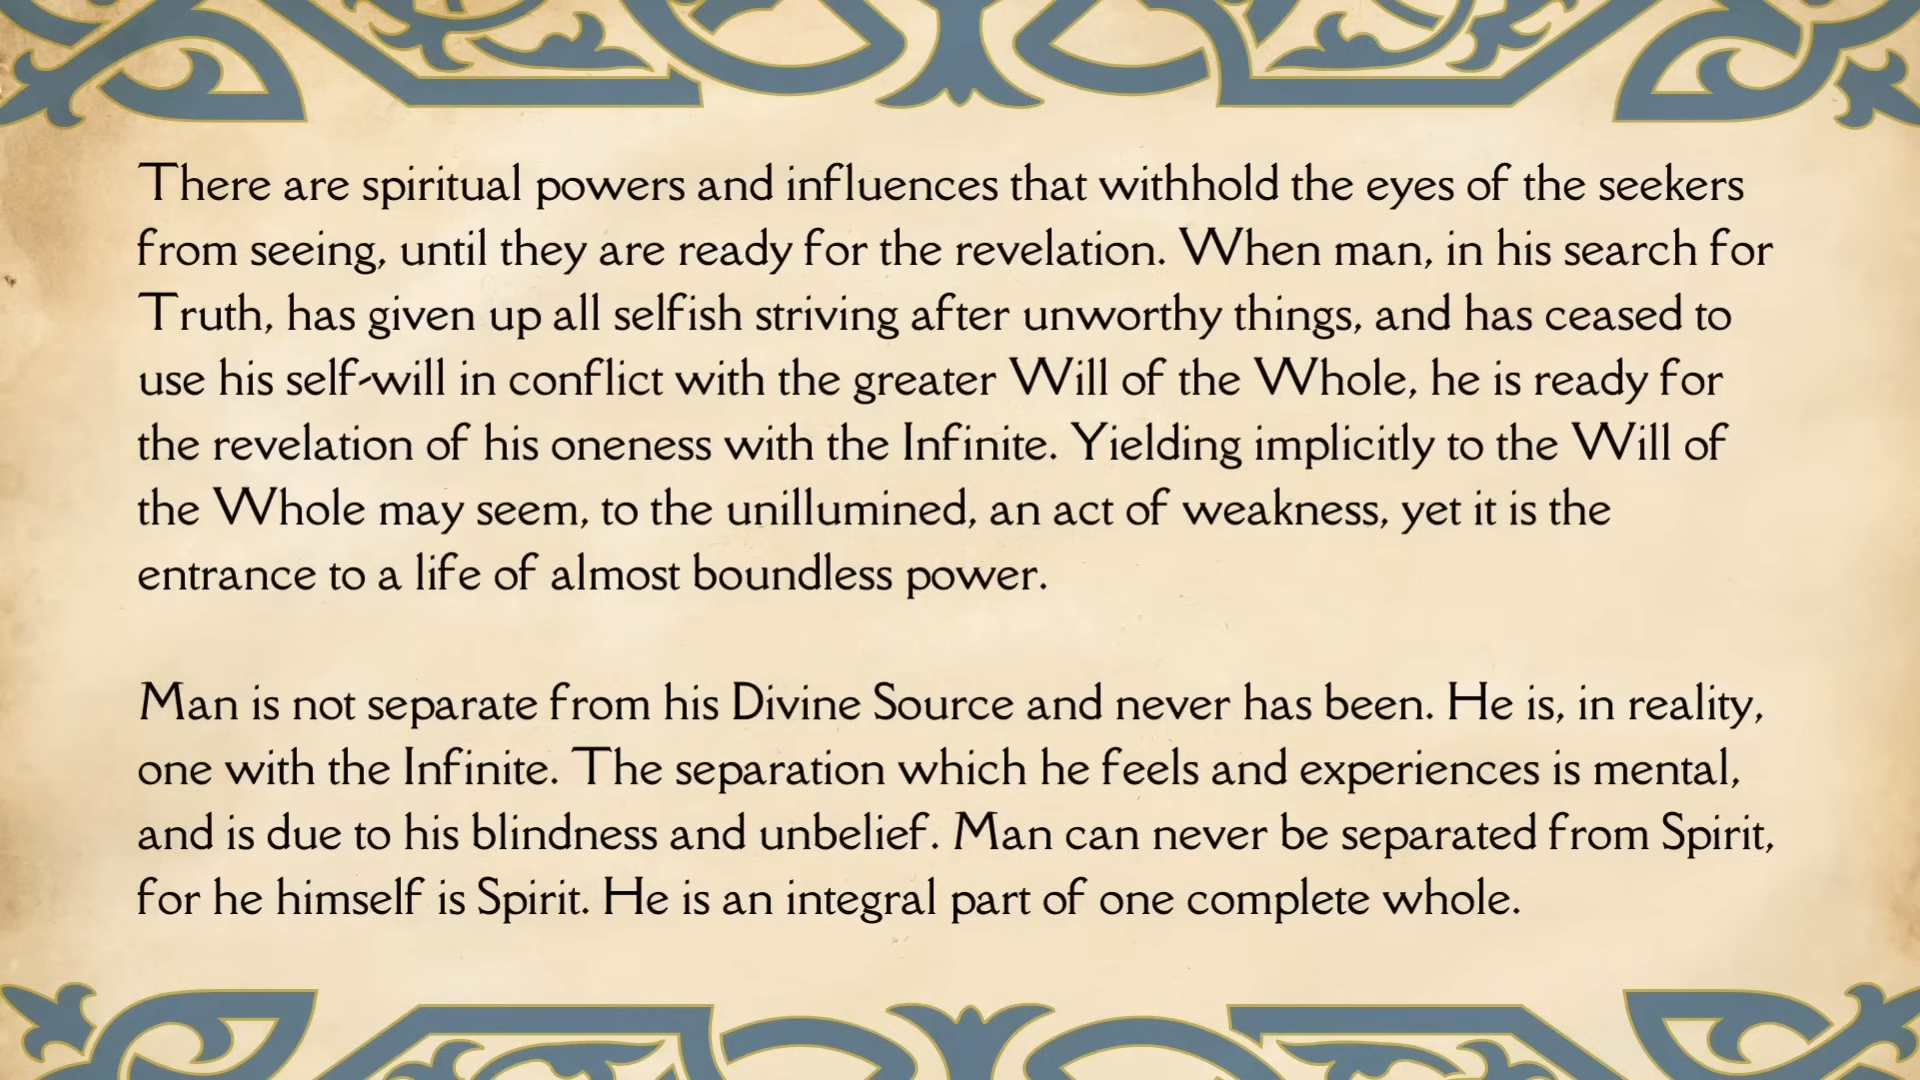 There are spiritual powers and influences that withhold the eyes of the seekers
from seeing, until they are ready for the revelation. When man, in his search for
Truth, has given up all selfish striving after unworthy things, and has ceased to
use his self-will in conflict with the greater Will of the Whole, he is ready for
the revelation of his oneness with the Infinite. Yielding implicitly to the Will of
the Whole may seem, to the unillumined, an act of weakness, yet it is the
entrance to a life of almost boundless power.
Man is not separate from his Divine Source and never has been. He is, in reality,
one with the Infinite. The separation which he feels and experiences is mental,
and is due to his blindness and unbelief. Man can never be separated from Spirit,
for he himself is Spirit. He is an integral part of one complete whole.